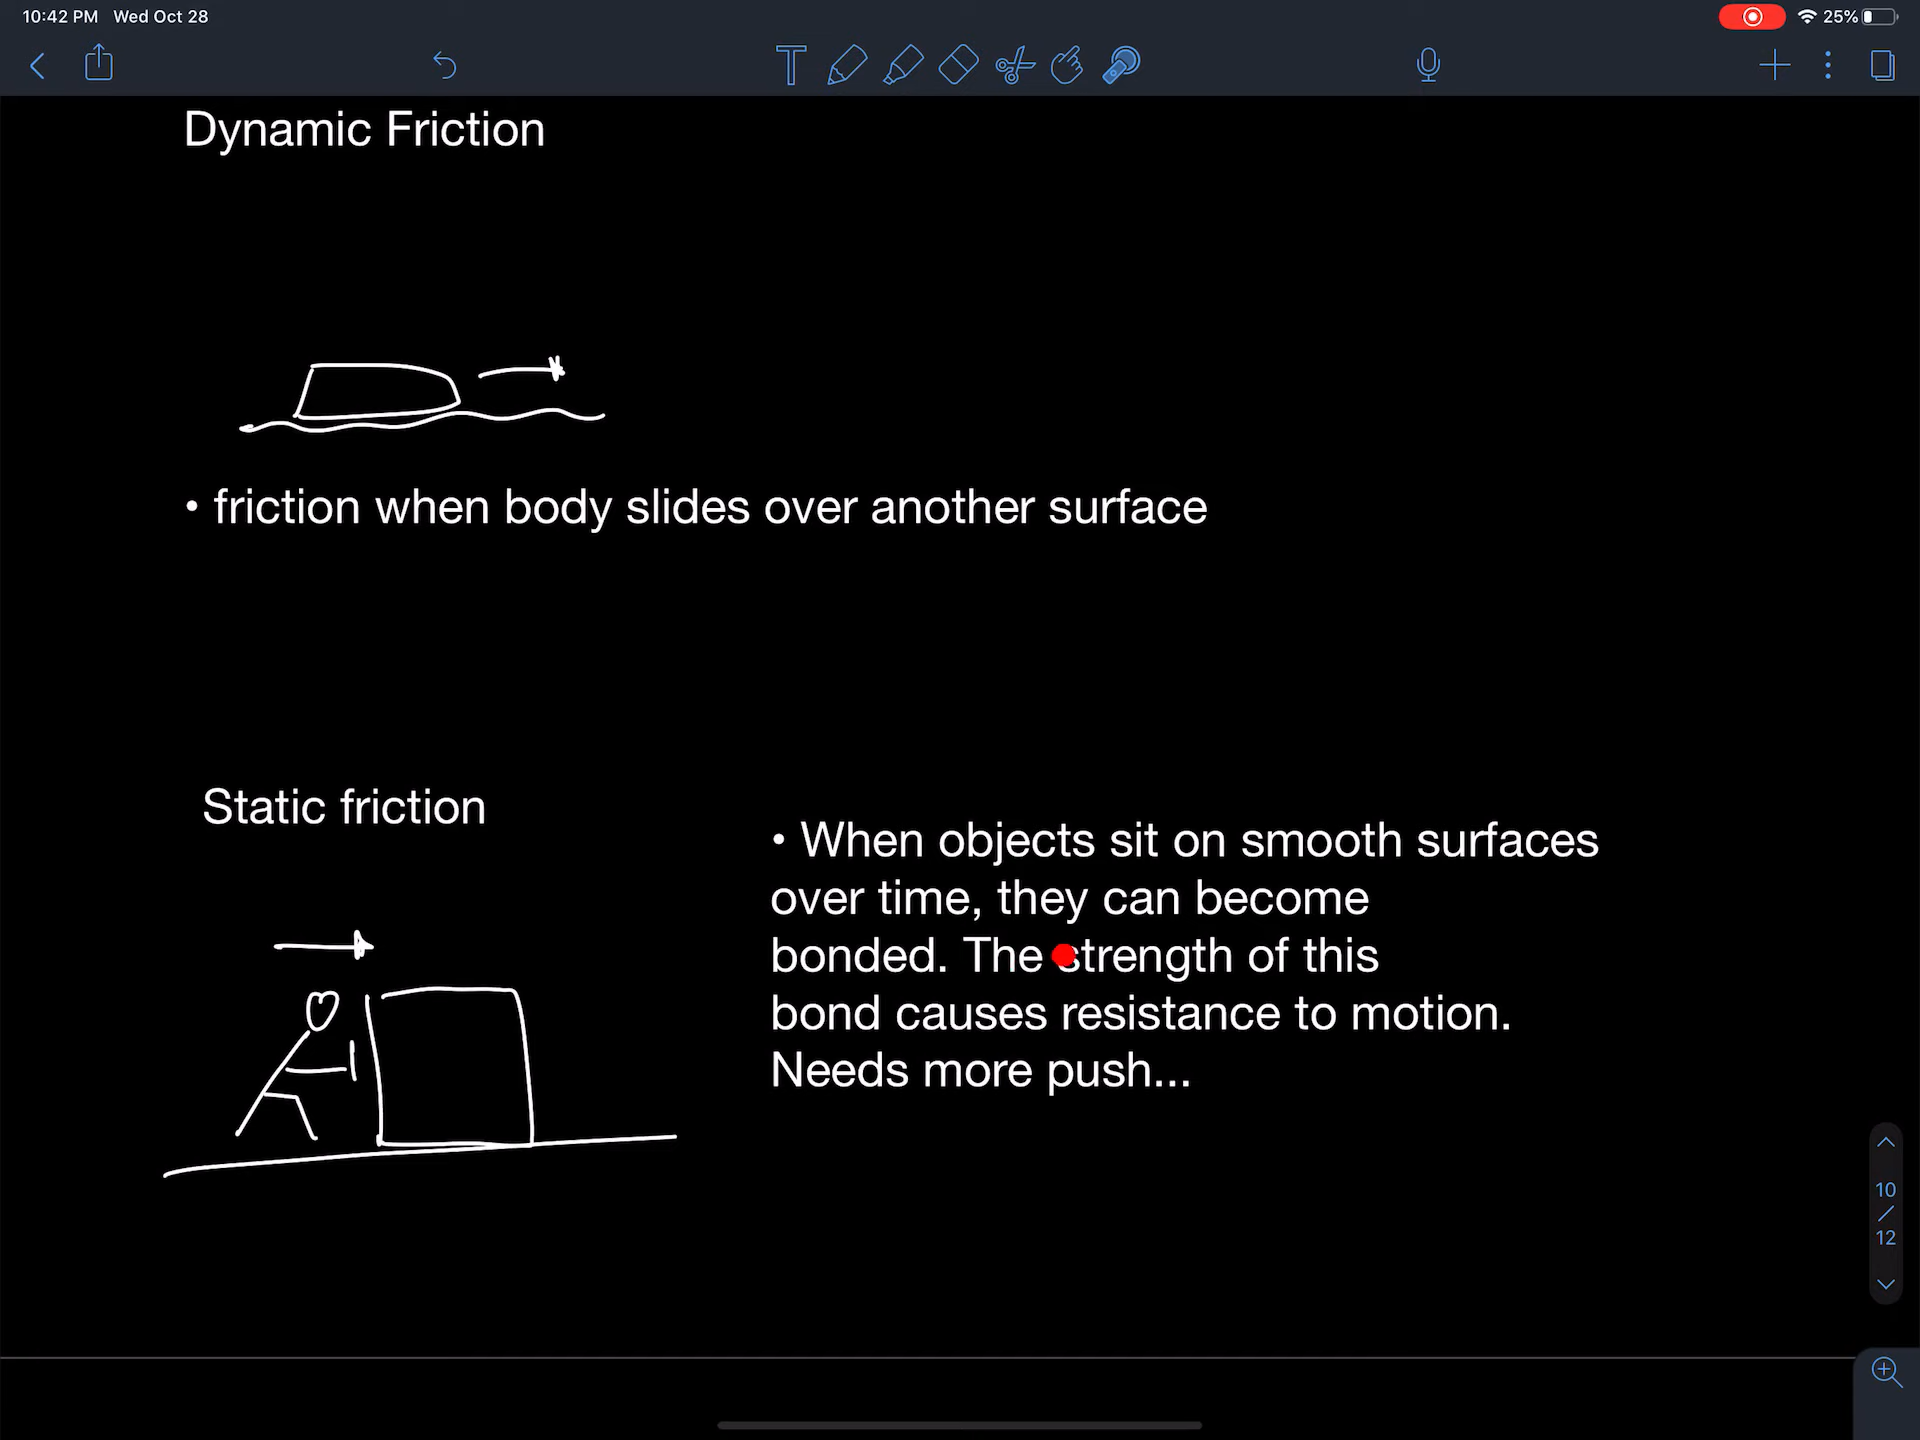 10:42 PM Wed Oct 28
25%
Dynamic Friction
• friction when body slides over another surface
Static friction
• When objects sit on smooth surfaces
over time, they can become
bonded. The strength of this
bond causes resistance to motion.
Needs more push...
10
/
12